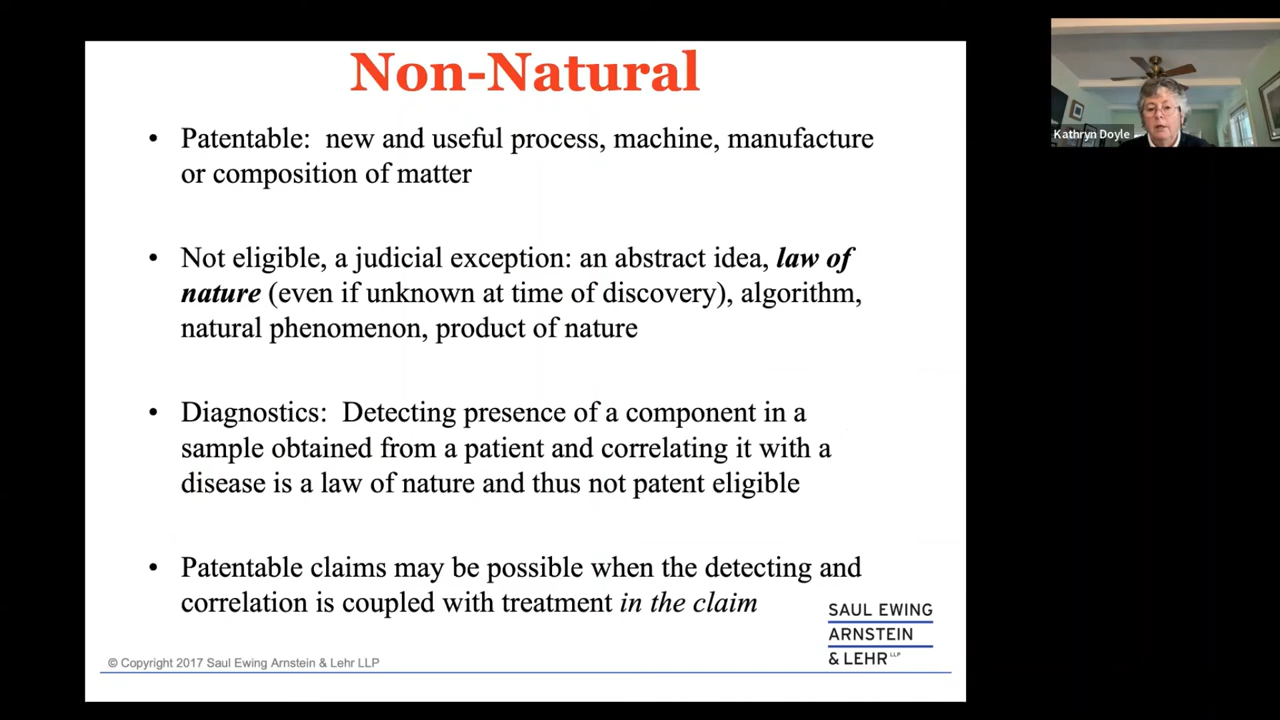 Non-Natural
• Patentable:  new and useful process, machine, manufacture
or composition of matter
• Not eligible, a judicial exception: an abstract idea, law of
nature (even if unknown at time of discovery), algorithm,
natural phenomenon, product of nature
• Diagnostics:  Detecting presence of a component in a
sample obtained from a patient and correlating it with a
disease is a law of nature and thus not patent eligible
• Patentable claims may be possible when the detecting and
correlation is coupled with treatment in the claim
SAUL EWING
ARNSTEIN
& LEHR LLP
© Copyright 2017 Saul Ewing Arnstein & Lehr LLP
Kathryn Doyle